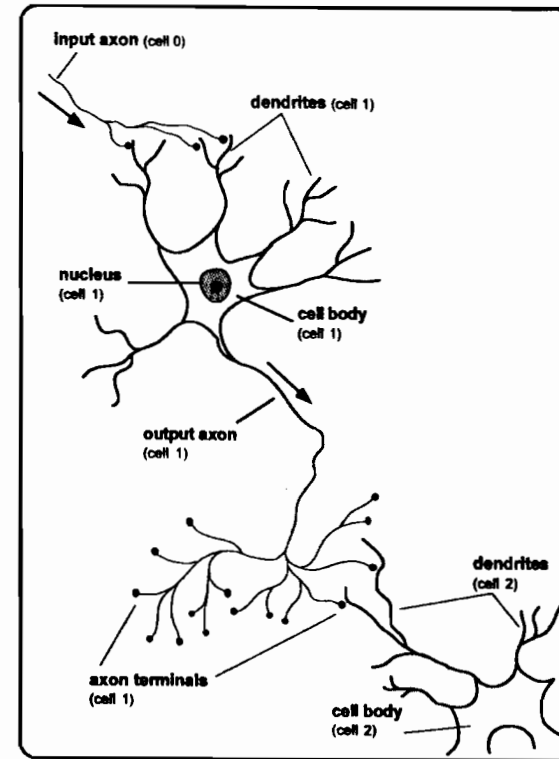 input axon (cell 0)
dendrites (cell 1)
nucleus
(cell 1)
cell body
(cell 1)
output axon
(cell 1)
dendrites
(cell 2)
axon terminals
(cell 1)
cell body
(cell 2)